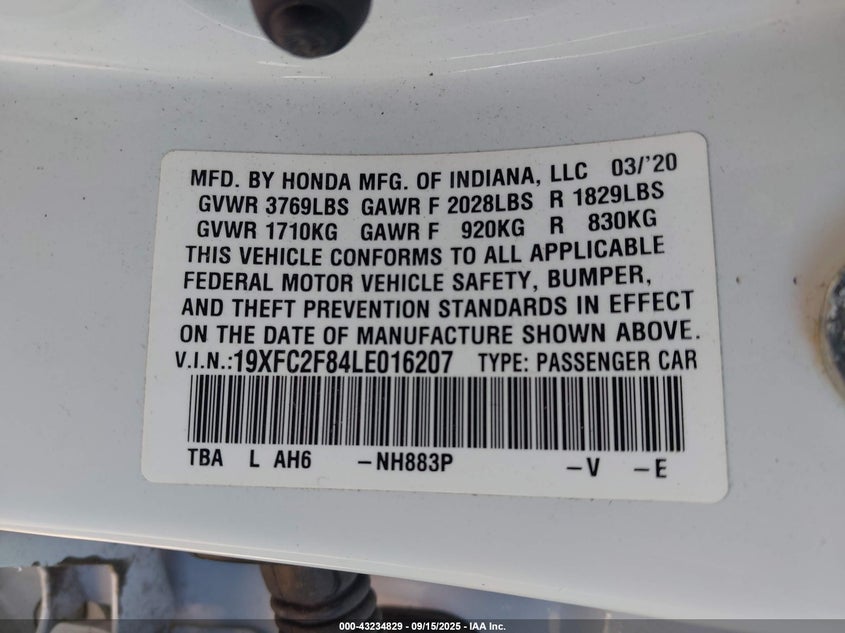 MFD. BY HONDA MFG. OF INDIANA, LLC 03/'20
GVWR 3769LBS GAWR F 2028LBS R 1829LBS
GVWR 1710KG GAWR F 920KG R 830KG
THIS VEHICLE CONFORMS TO ALL APPLICABLE
FEDERAL MOTOR VEHICLE SAFETY, BUMPER,
AND THEFT PREVENTION STANDARDS IN EFFECT
ON THE DATE OF MANUFACTURE SHOWN ABOVE.
V.I.N.:19XFC2F84LE016207 TYPE: PASSENGER CAR
TBA L AH6 -NH883P -V -E
000-43234829 - 09/15/2025 - IAA Inc.